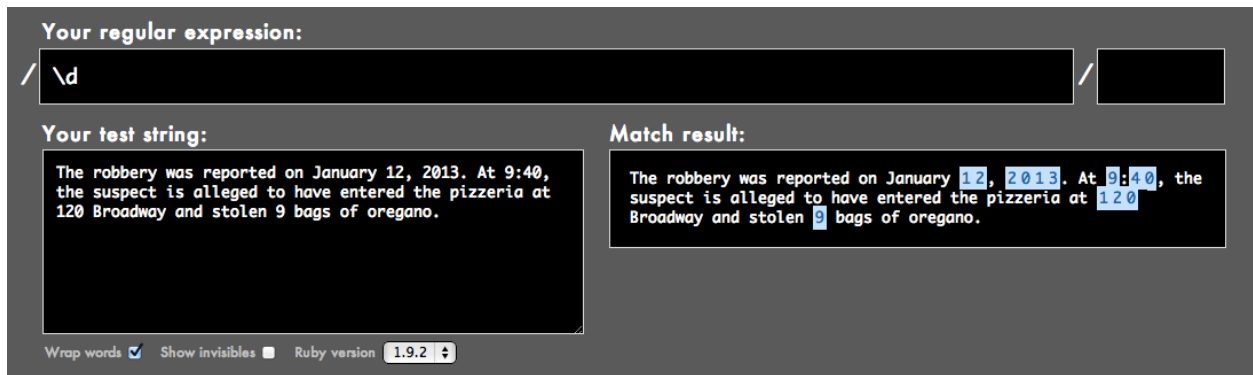 Your regular expression:
/ \d /
Your test string:
The robbery was reported on January 12, 2013. At 9:40,
the suspect is alleged to have entered the pizzeria at
120 Broadway and stolen 9 bags of oregano.
Wrap words Show invisibles Ruby version 1.9.2
Match result:
The robbery was reported on January 12, 2013. At 9:40, the
suspect is alleged to have entered the pizzeria at 120
Broadway and stolen 9 bags of oregano.